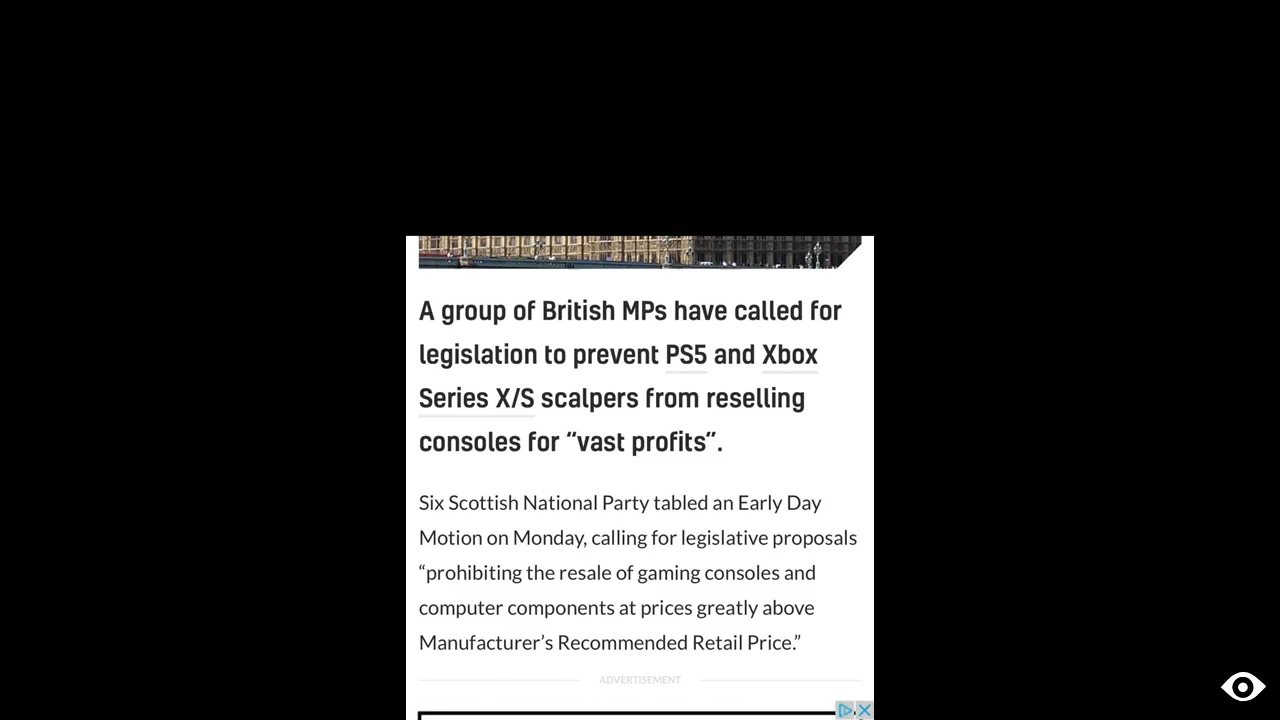 A group of British MPs have called for
legislation to prevent PS5 and Xbox
Series X/S scalpers from reselling
consoles for “vast profits”.
Six Scottish National Party tabled an Early Day
Motion on Monday, calling for legislative proposals
“prohibiting the resale of gaming consoles and
computer components at prices greatly above
Manufacturer’s Recommended Retail Price.”
ADVERTISEMENT